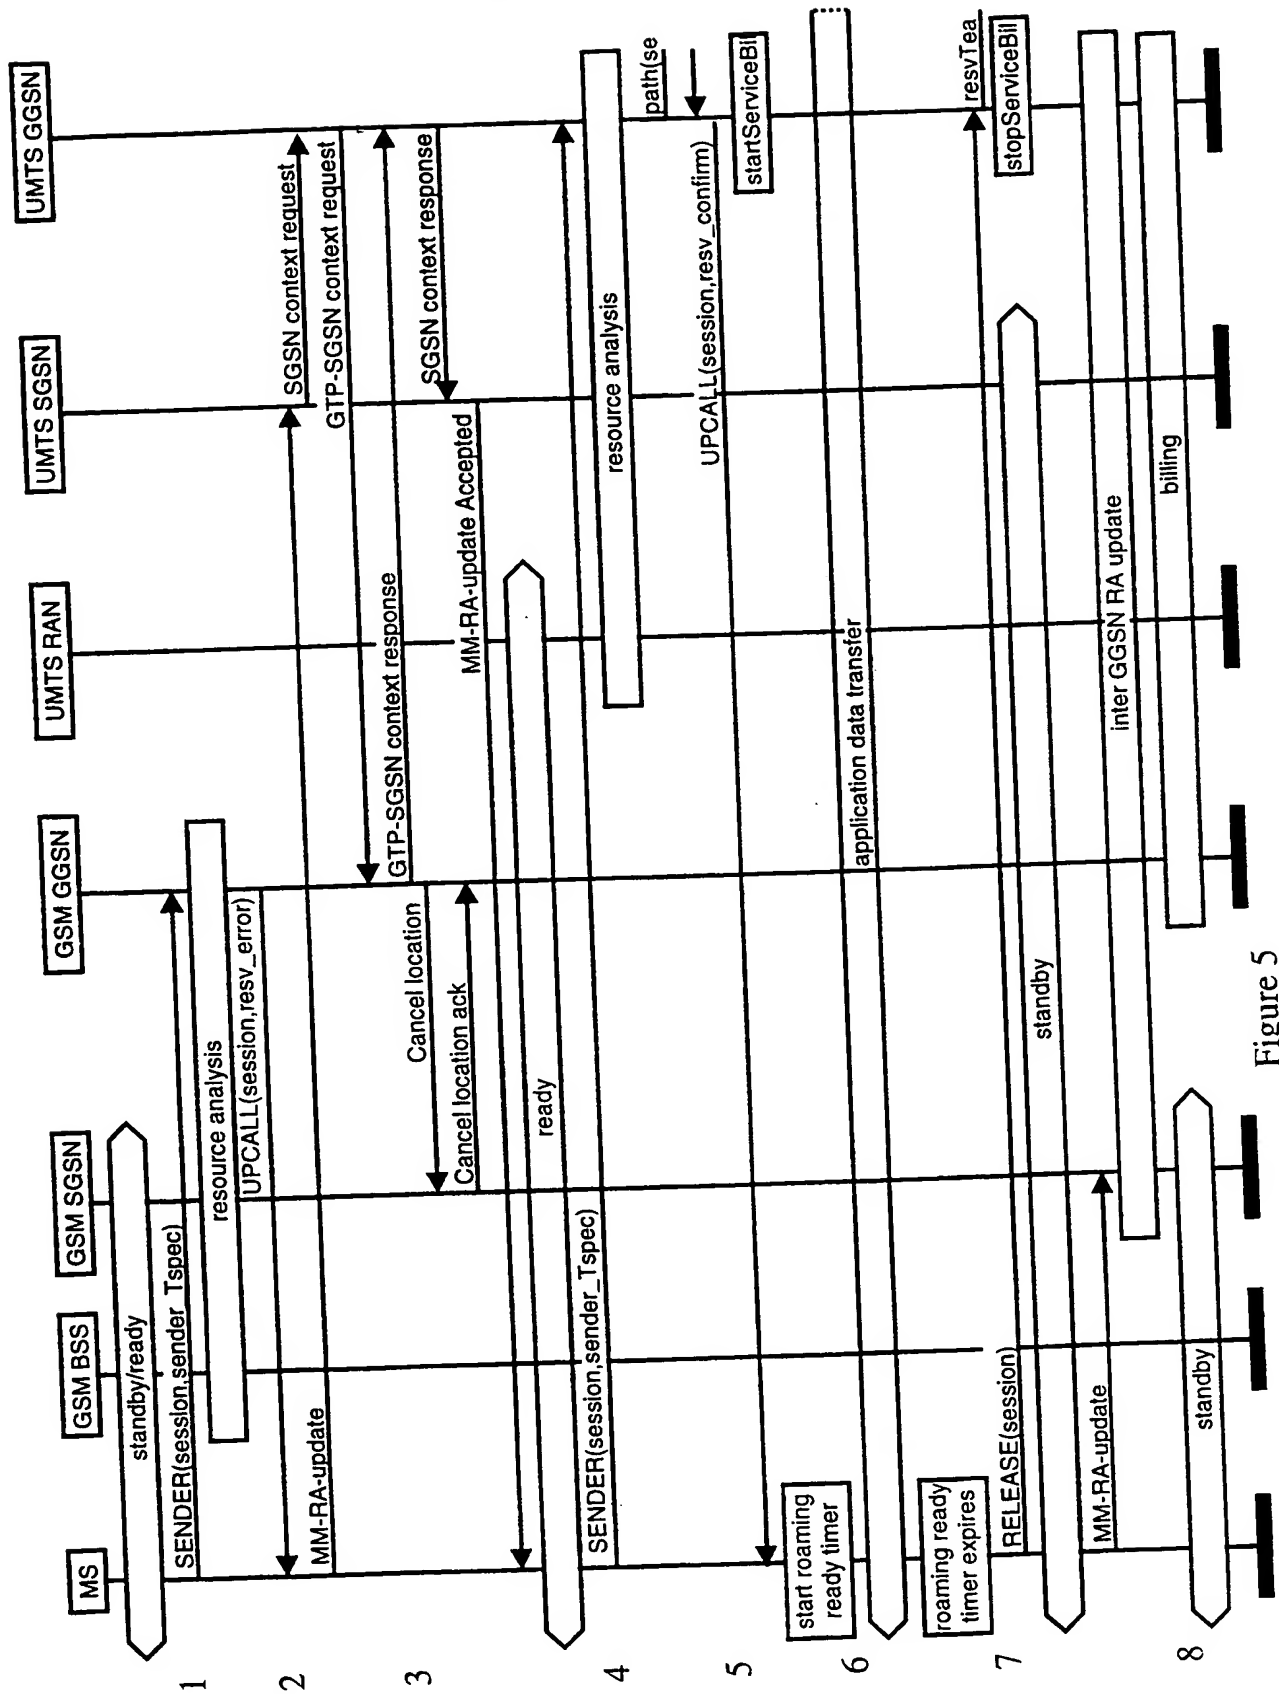 MS
GSM BSS
GSM SGSN
GSM GGSN
UMTS RAN
UMTS SGSN
UMTS GGSN
standby/ready
1
SENDER(session,sender_Tspec)
resource analysis
UPCALL(session,resv_error)
2
MM-RA-update
SGSN context request
GTP-SGSN context request
3
GTP-SGSN context response
SGSN context response
Cancel location
Cancel location ack
MM-RA-update Accepted
ready
4
SENDER(session,sender_Tspec)
resource analysis
path(se
5
UPCALL(session,resv_confirm)
startServiceBil
start roaming
ready timer
6
application data transfer
roaming ready
timer expires
7
RELEASE(session)
resvTea
stopServiceBil
standby
MM-RA-update
inter GGSN RA update
8
billing
standby
Figure 5